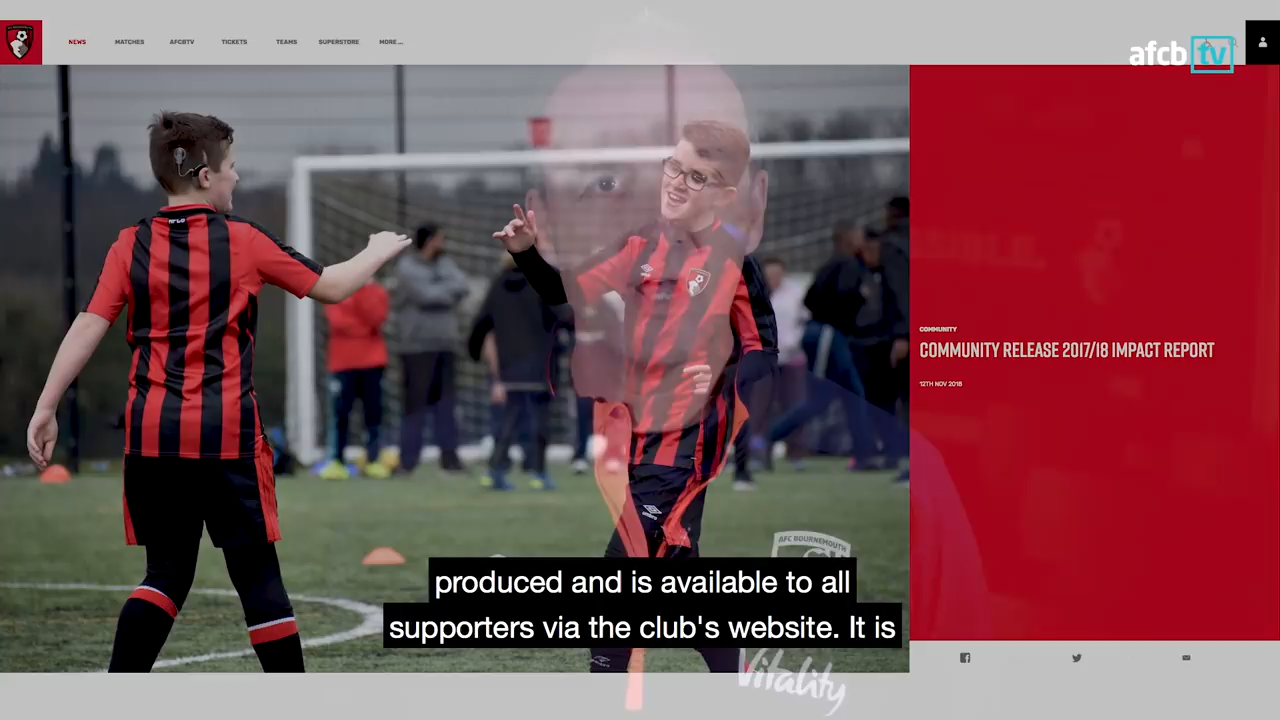 NEWS
MATCHES
AFCBTV
TICKETS
TEAMS
SUPERSTORE
MORE...
afcb tv
COMMUNITY
COMMUNITY RELEASE 2017/18 IMPACT REPORT
12TH NOV 2018
AFC BOURNEMOUTH
produced and is available to all
supporters via the club's website. It is
Vitality